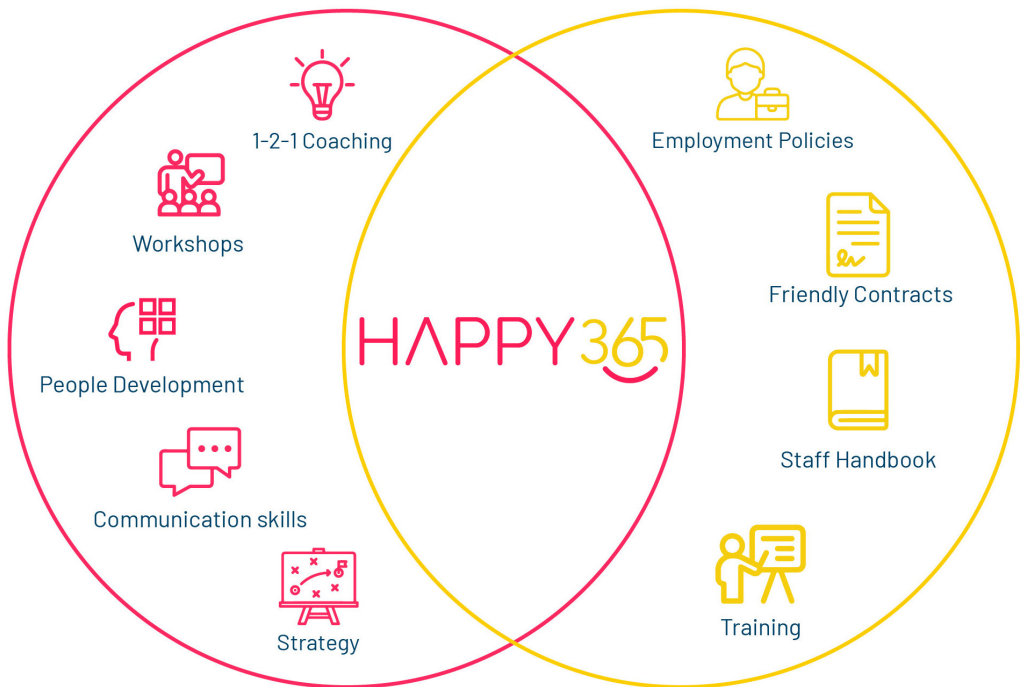 1-2-1 Coaching
Workshops
People Development
Communication skills
Strategy
HAPPY365
Employment Policies
Friendly Contracts
Staff Handbook
Training